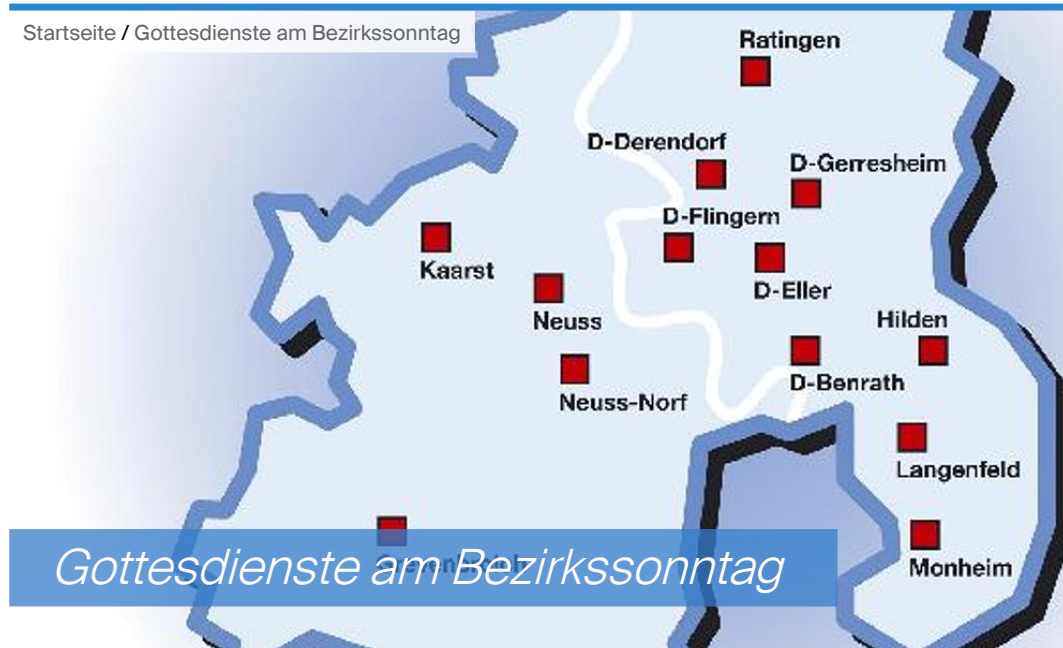 Startseite / Gottesdienste am Bezirkssonntag
Ratingen
D-Derendorf
D-Gerresheim
D-Flingern
Kaarst
D-Eller
Neuss
Hilden
D-Benrath
Neuss-Norf
Langenfeld
Gottesdienste am Bezirkssonntag
Monheim